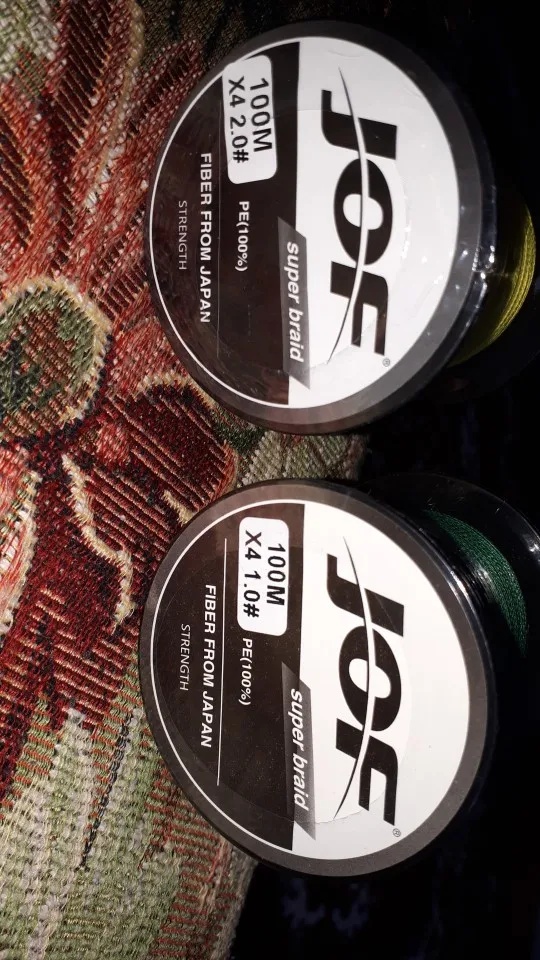 JOF®
super braid
100M
X4 2.0#
PE(100%)
FIBER FROM JAPAN
STRENGTH
JOF®
super braid
100M
X4 1.0#
PE(100%)
FIBER FROM JAPAN
STRENGTH